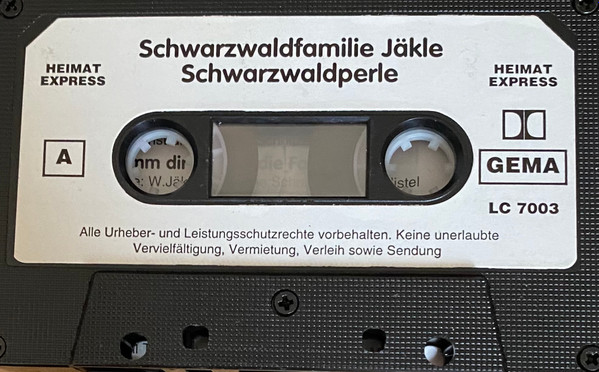 Schwarzwaldfamilie Jäkle
Schwarzwaldperle
HEIMAT
EXPRESS
HEIMAT
EXPRESS
A
GEMA
LC 7003
Alle Urheber- und Leistungsschutzrechte vorbehalten. Keine unerlaubte
Vervielfältigung, Vermietung, Verleih sowie Sendung